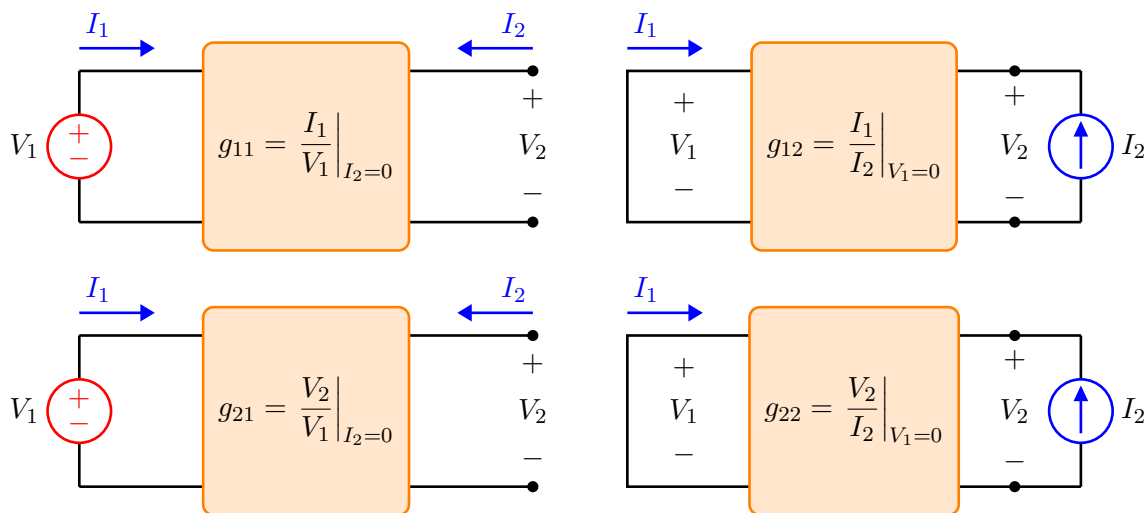 I₁ I₂ I₁
V₁ + − g₁₁ = I₁/V₁|I₂=0 + V₂ − + V₁ − g₁₂ = I₁/I₂|V₁=0 + V₂ − I₂
I₁ I₂ I₁
V₁ + − g₂₁ = V₂/V₁|I₂=0 + V₂ − + V₁ − g₂₂ = V₂/I₂|V₁=0 + V₂ − I₂